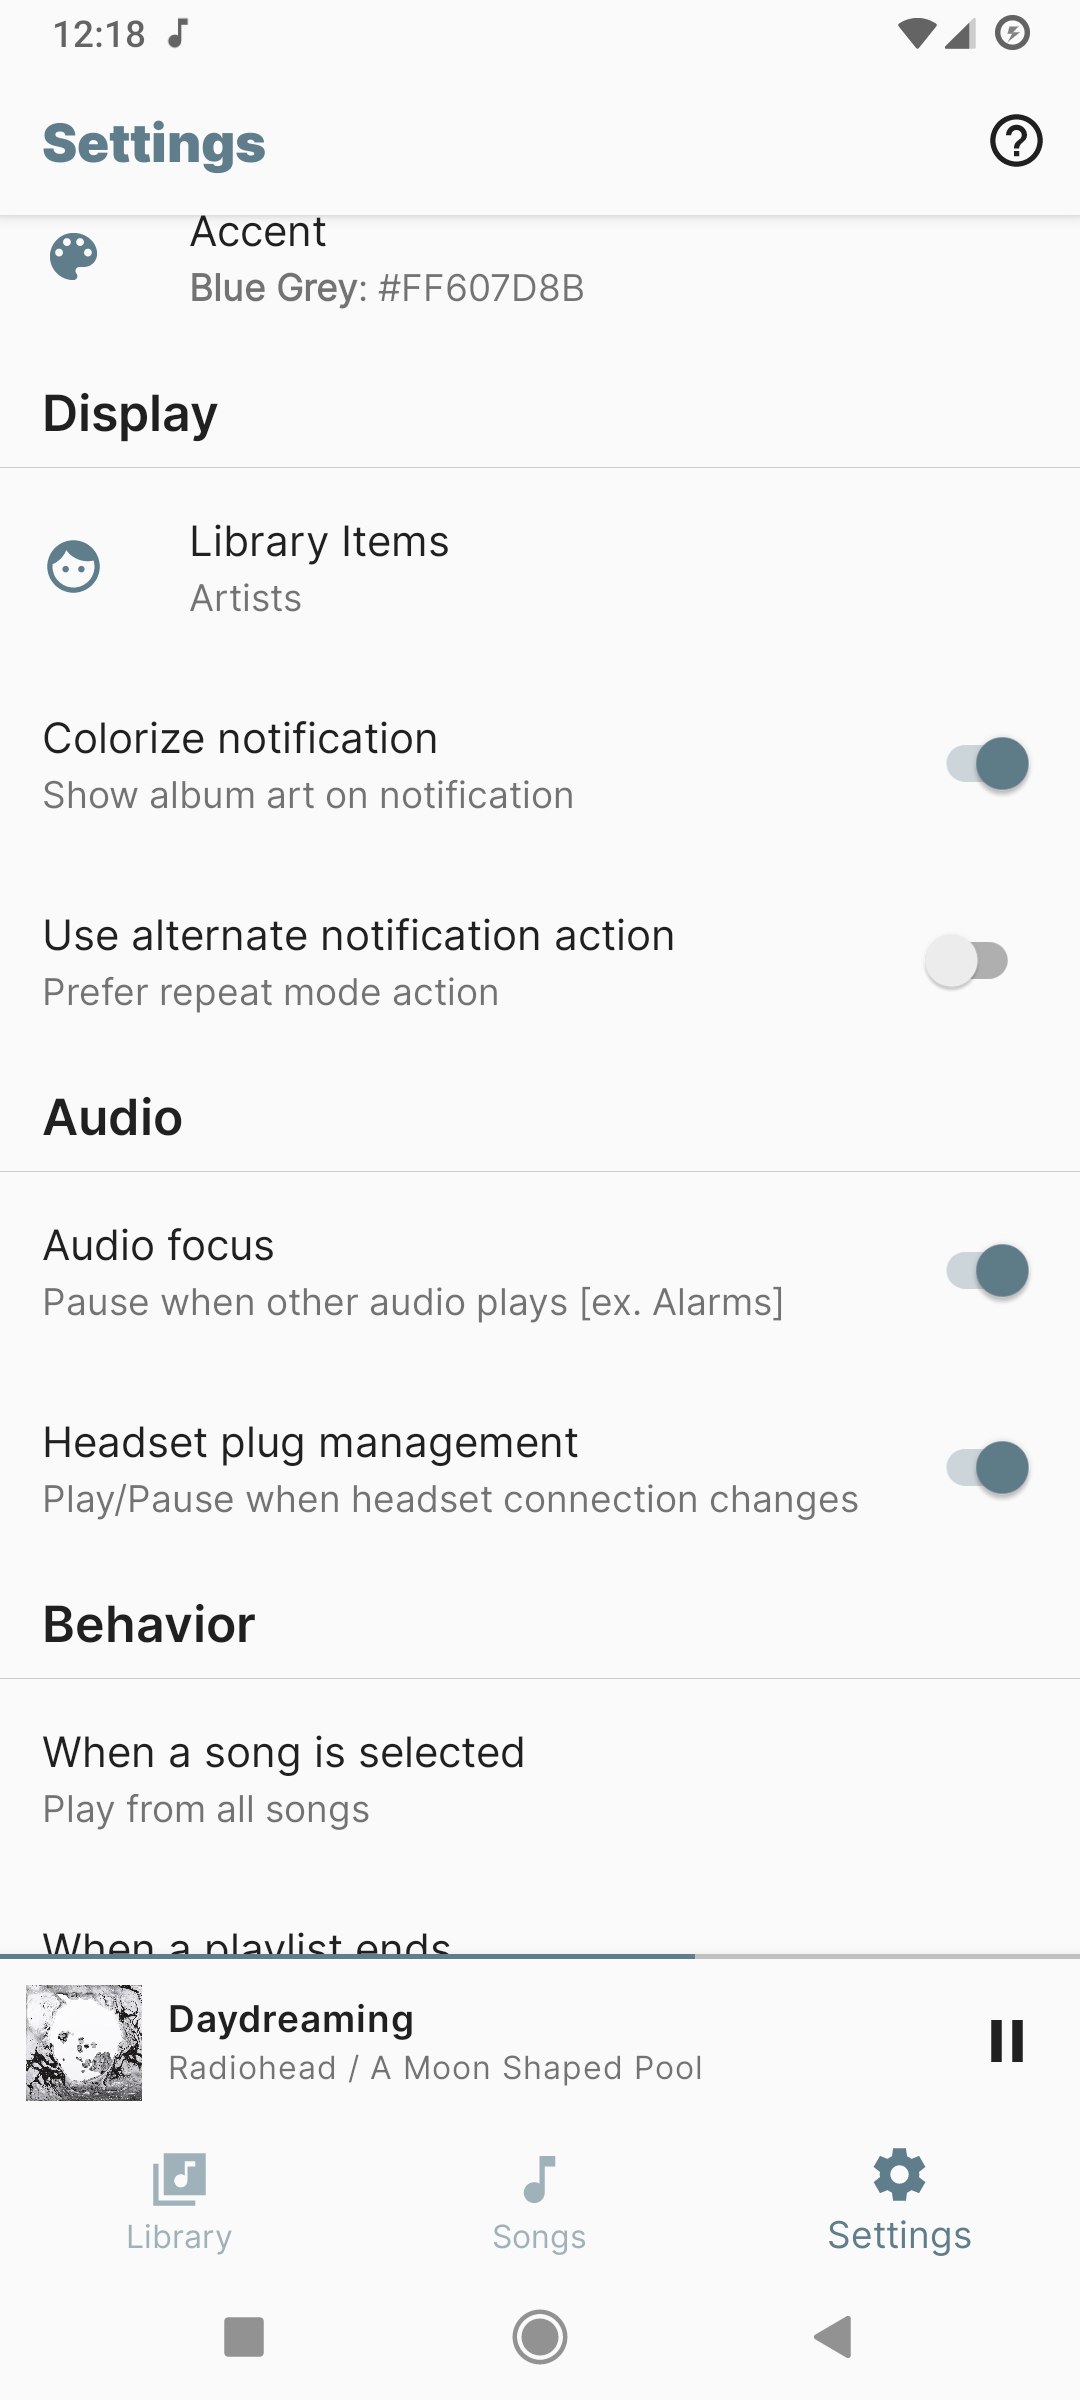 12:18
Settings
Accent
Blue Grey: #FF607D8B
Display
Library Items
Artists
Colorize notification
Show album art on notification
Use alternate notification action
Prefer repeat mode action
Audio
Audio focus
Pause when other audio plays [ex. Alarms]
Headset plug management
Play/Pause when headset connection changes
Behavior
When a song is selected
Play from all songs
When a playlist ends
Daydreaming
Radiohead / A Moon Shaped Pool
Library
Songs
Settings